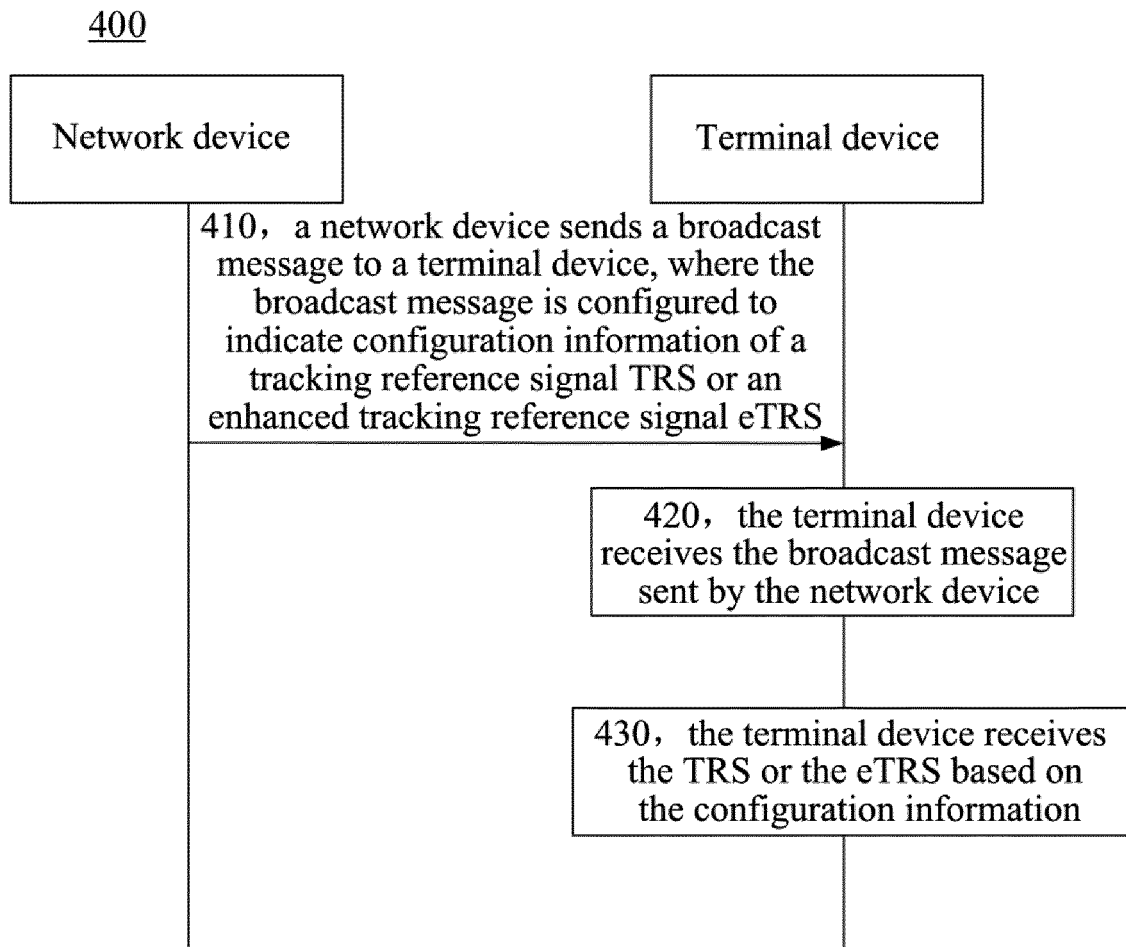 400
Network device
Terminal device
410，a network device sends a broadcast
message to a terminal device, where the
broadcast message is configured to
indicate configuration information of a
tracking reference signal TRS or an
enhanced tracking reference signal eTRS
420，the terminal device
receives the broadcast message
sent by the network device
430，the terminal device receives
the TRS or the eTRS based on
the configuration information